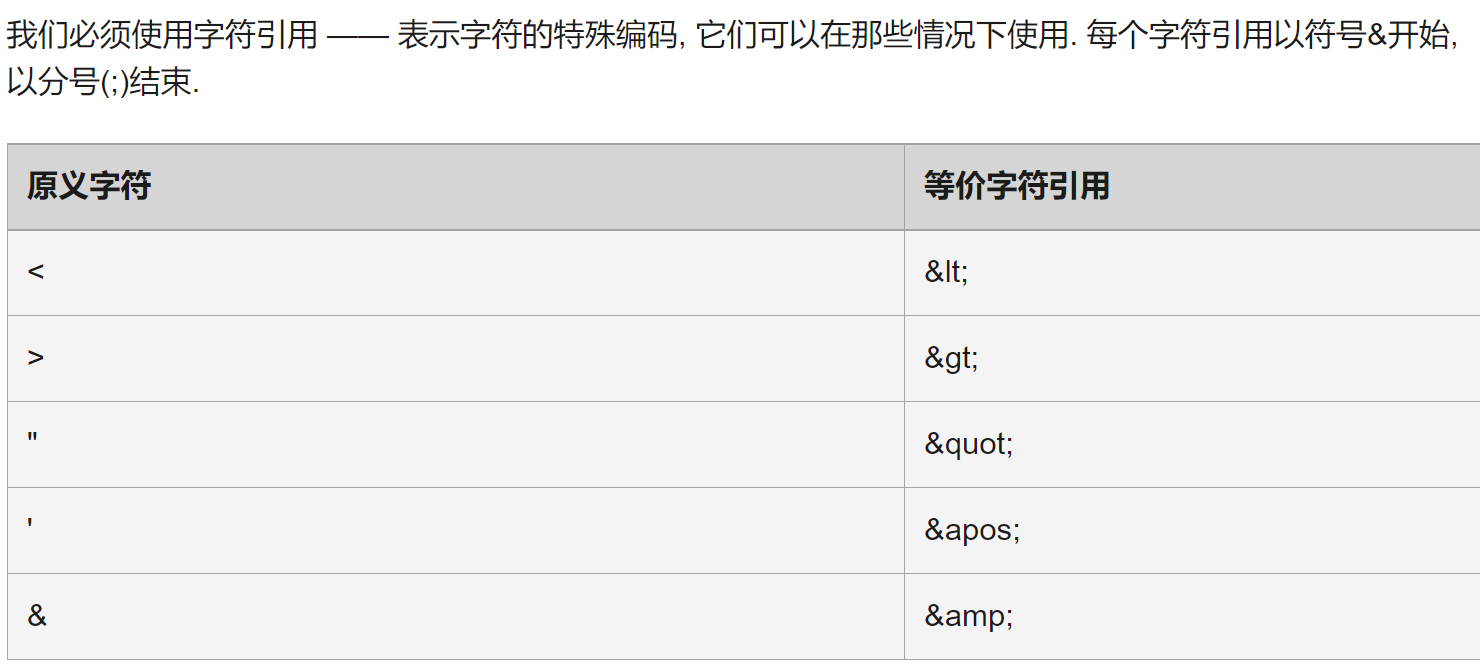 我们必须使用字符引用 —— 表示字符的特殊编码, 它们可以在那些情况下使用. 每个字符引用以符号&开始,
以分号(;)结束.
原义字符 等价字符引用
< &lt;
> &gt;
" &quot;
' &apos;
& &amp;